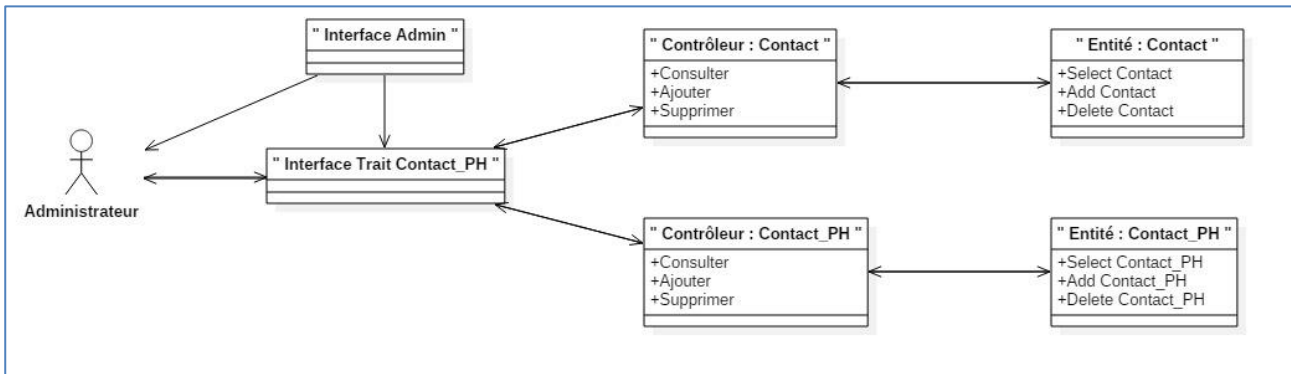 " Interface Admin "
Administrateur
" Interface Trait Contact_PH "
" Contrôleur : Contact "
+Consulter
+Ajouter
+Supprimer
" Entité : Contact "
+Select Contact
+Add Contact
+Delete Contact
" Contrôleur : Contact_PH "
+Consulter
+Ajouter
+Supprimer
" Entité : Contact_PH "
+Select Contact_PH
+Add Contact_PH
+Delete Contact_PH